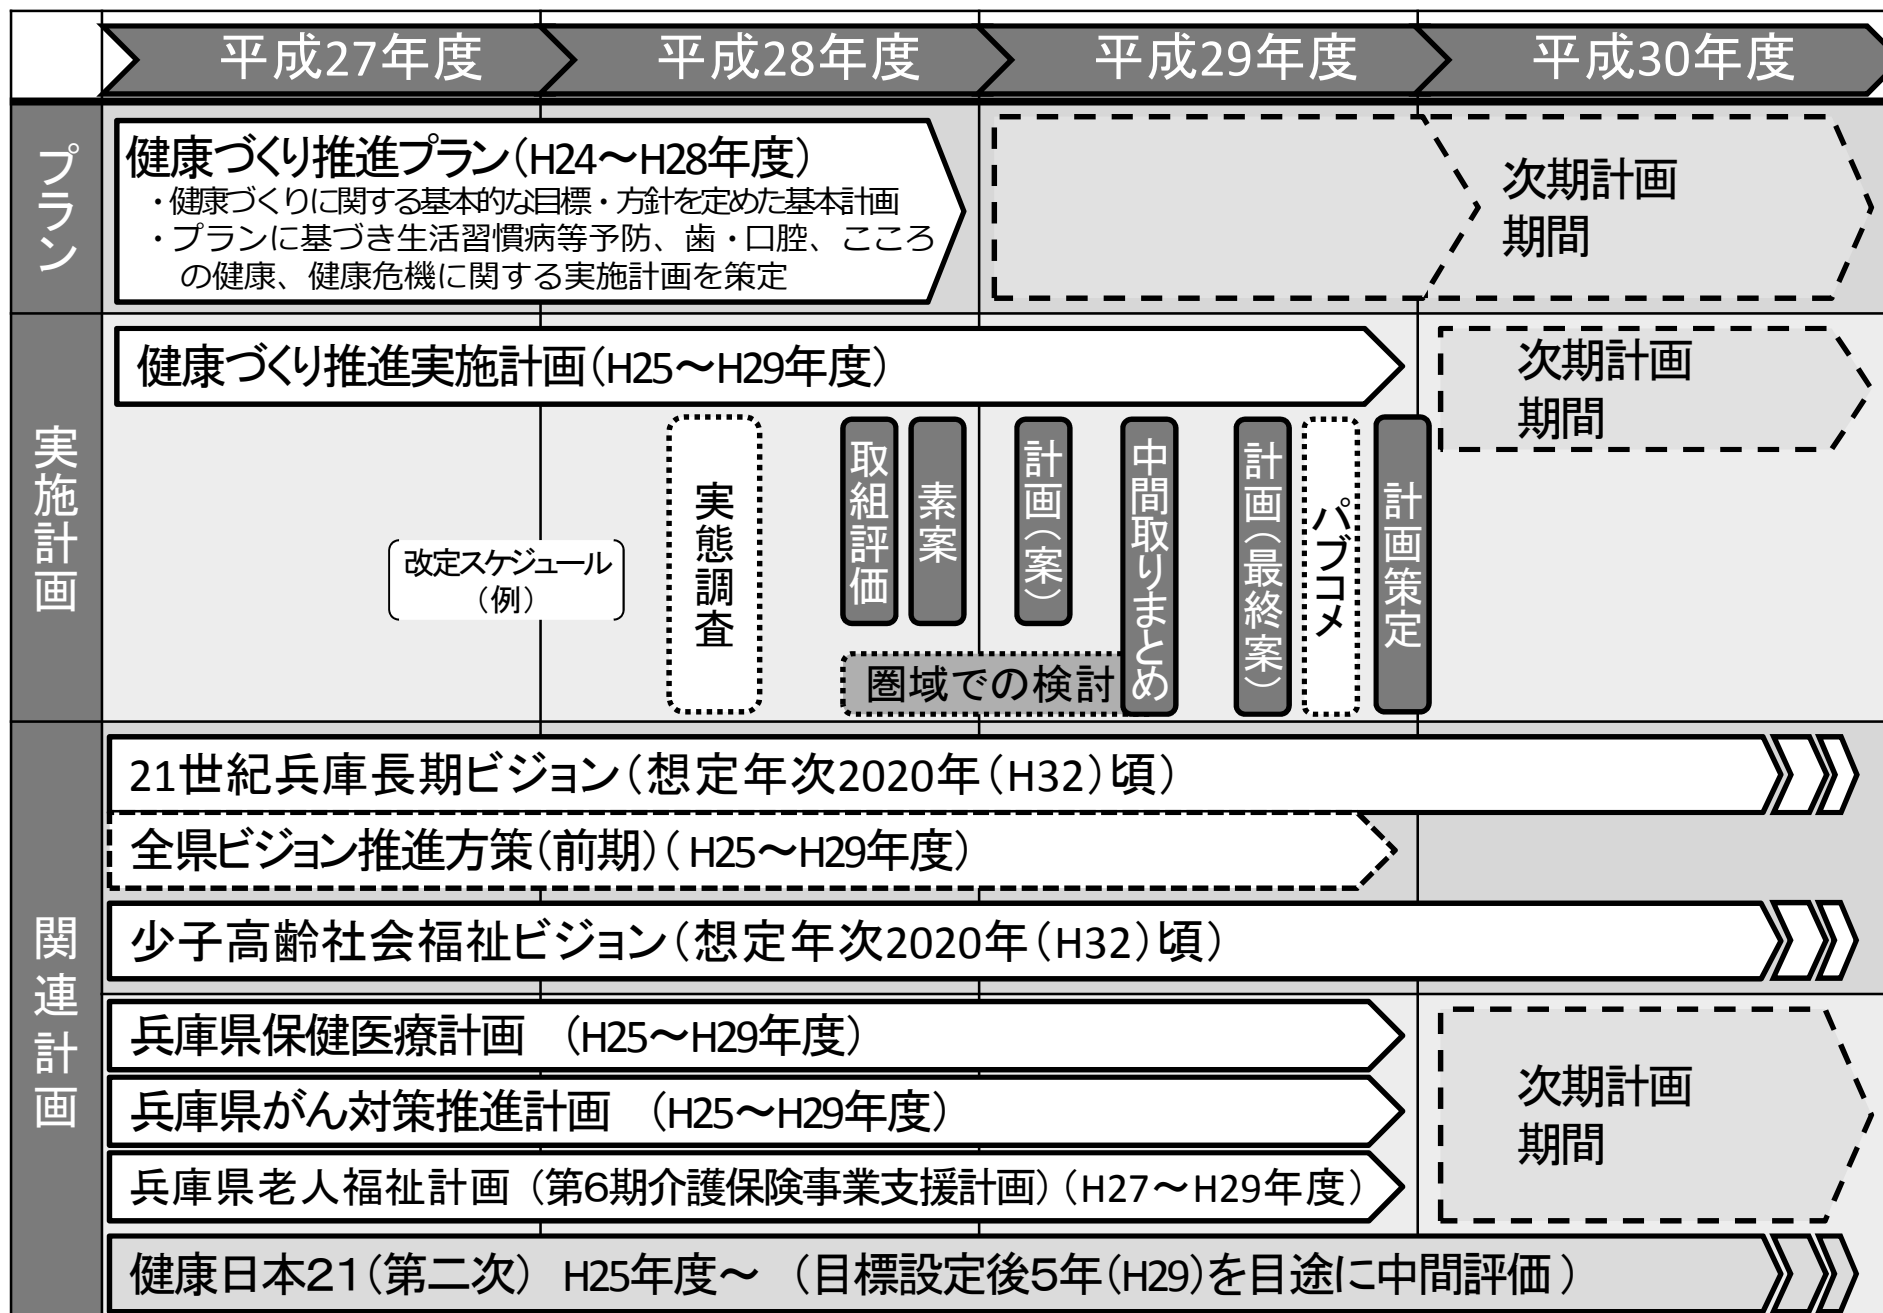 平成27年度
平成28年度
平成29年度
平成30年度
プラン
健康づくり推進プラン（H24～H28年度）
・健康づくりに関する基本的な目標・方針を定めた基本計画
・プランに基づき生活習慣病等予防、歯・口腔、こころ
の健康、健康危機に関する実施計画を策定
次期計画
期間
実施計画
健康づくり推進実施計画（H25～H29年度）
次期計画
期間
改定スケジュール
（例）
実態調査
取組評価
素案
計画（案）
中間取りまとめ
計画（最終案）
パブコメ
計画策定
圏域での検討
関連計画
21世紀兵庫長期ビジョン（想定年次2020年（H32）頃）
全県ビジョン推進方策（前期）（H25～H29年度）
少子高齢社会福祉ビジョン（想定年次2020年（H32）頃）
兵庫県保健医療計画　（H25～H29年度）
兵庫県がん対策推進計画　（H25～H29年度）
兵庫県老人福祉計画（第6期介護保険事業支援計画）（H27～H29年度）
次期計画
期間
健康日本21（第二次）　H25年度～　（目標設定後5年（H29）を目途に中間評価）